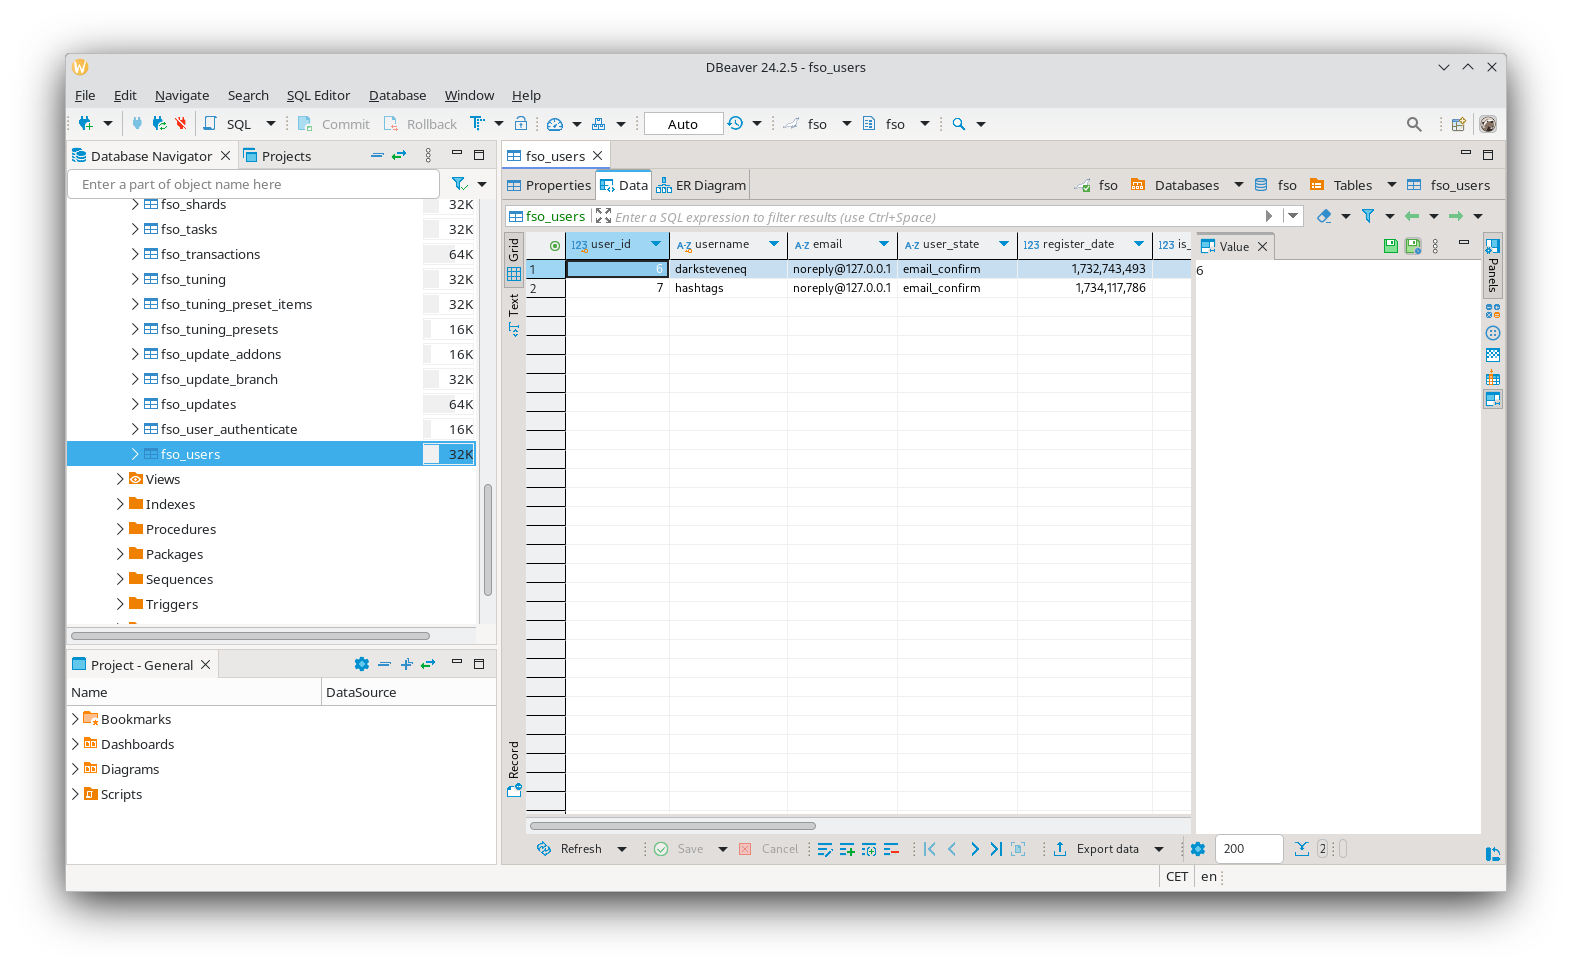 DBeaver 24.2.5 - fso_users
File Edit Navigate Search SQL Editor Database Window Help
SQL Commit Rollback Auto fso fso
Database Navigator Projects
Enter a part of object name here
fso_shards 32K
fso_tasks 32K
fso_transactions 64K
fso_tuning 32K
fso_tuning_preset_items 32K
fso_tuning_presets 16K
fso_update_addons 16K
fso_update_branch 32K
fso_updates 64K
fso_user_authenticate 16K
fso_users 32K
Views
Indexes
Procedures
Packages
Sequences
Triggers
Project - General
Name DataSource
Bookmarks
Dashboards
Diagrams
Scripts
fso_users
Properties Data ER Diagram fso Databases fso Tables fso_users
fso_users Enter a SQL expression to filter results (use Ctrl+Space)
Grid
Text
Record
123 user_id A-Z username A-Z email A-Z user_state 123 register_date 123 is_
1 6 darksteveneq noreply@127.0.0.1 email_confirm 1,732,743,493
2 7 hashtags noreply@127.0.0.1 email_confirm 1,734,117,786
Value
6
Panels
Refresh Save Cancel Export data 200 2
CET en